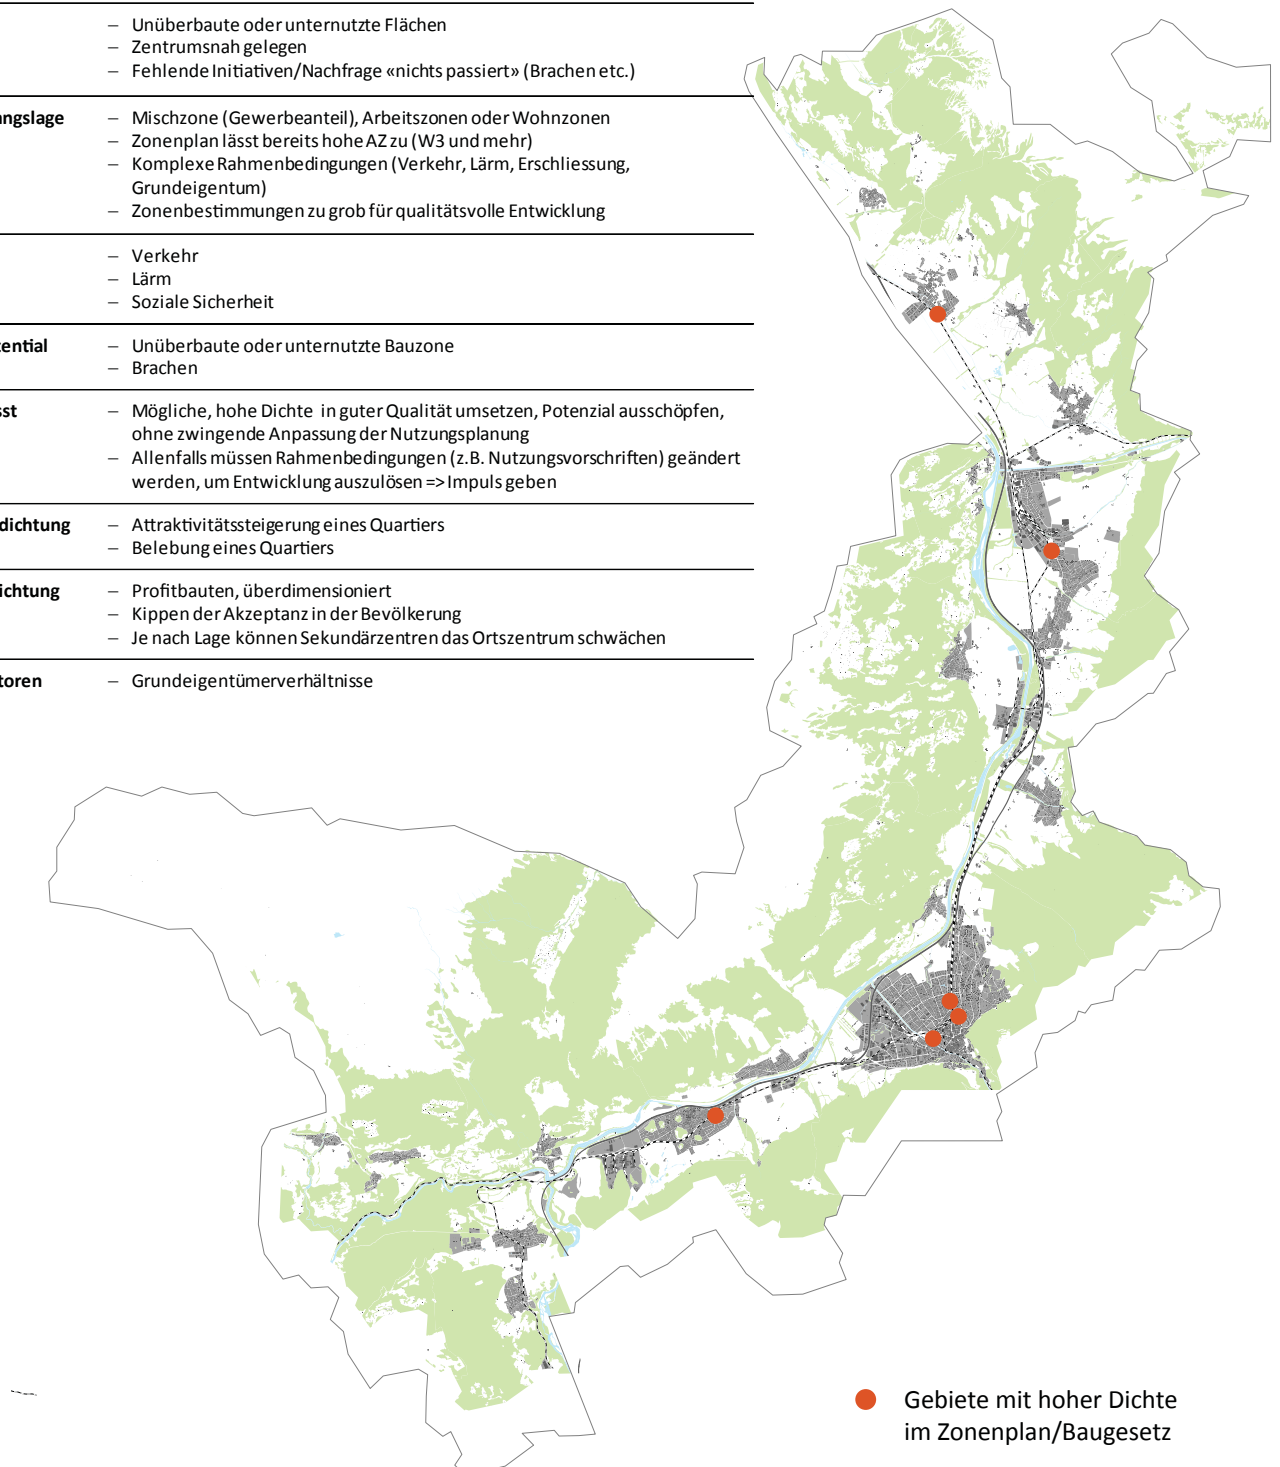 – Unüberbaute oder unternutzte Flächen
– Zentrumsnah gelegen
– Fehlende Initiativen/Nachfrage «nichts passiert» (Brachen etc.)
angslage – Mischzone (Gewerbeanteil), Arbeitszonen oder Wohnzonen
– Zonenplan lässt bereits hohe AZ zu (W3 und mehr)
– Komplexe Rahmenbedingungen (Verkehr, Lärm, Erschliessung,
Grundeigentum)
– Zonenbestimmungen zu grob für qualitätsvolle Entwicklung
– Verkehr
– Lärm
– Soziale Sicherheit
tential – Unüberbaute oder unternutzte Bauzone
– Brachen
sst – Mögliche, hohe Dichte in guter Qualität umsetzen, Potenzial ausschöpfen,
ohne zwingende Anpassung der Nutzungsplanung
– Allenfalls müssen Rahmenbedingungen (z.B. Nutzungsvorschriften) geändert
werden, um Entwicklung auszulösen => Impuls geben
dichtung – Attraktivitätssteigerung eines Quartiers
– Belebung eines Quartiers
ichtung – Profitbauten, überdimensioniert
– Kippen der Akzeptanz in der Bevölkerung
– Je nach Lage können Sekundärzentren das Ortszentrum schwächen
toren – Grundeigentümerverhältnisse
Gebiete mit hoher Dichte
im Zonenplan/Baugesetz